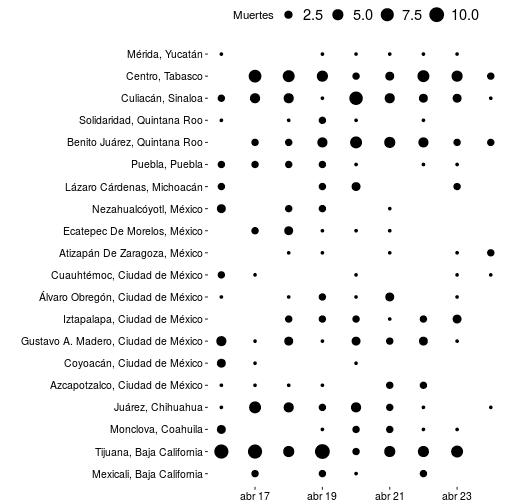 Muertes 2.5 5.0 7.5 10.0
Mérida, Yucatán
Centro, Tabasco
Culiacán, Sinaloa
Solidaridad, Quintana Roo
Benito Juárez, Quintana Roo
Puebla, Puebla
Lázaro Cárdenas, Michoacán
Nezahualcóyotl, México
Ecatepec De Morelos, México
Atizapán De Zaragoza, México
Cuauhtémoc, Ciudad de México
Álvaro Obregón, Ciudad de México
Iztapalapa, Ciudad de México
Gustavo A. Madero, Ciudad de México
Coyoacán, Ciudad de México
Azcapotzalco, Ciudad de México
Juárez, Chihuahua
Monclova, Coahuila
Tijuana, Baja California
Mexicali, Baja California
abr 17 abr 19 abr 21 abr 23